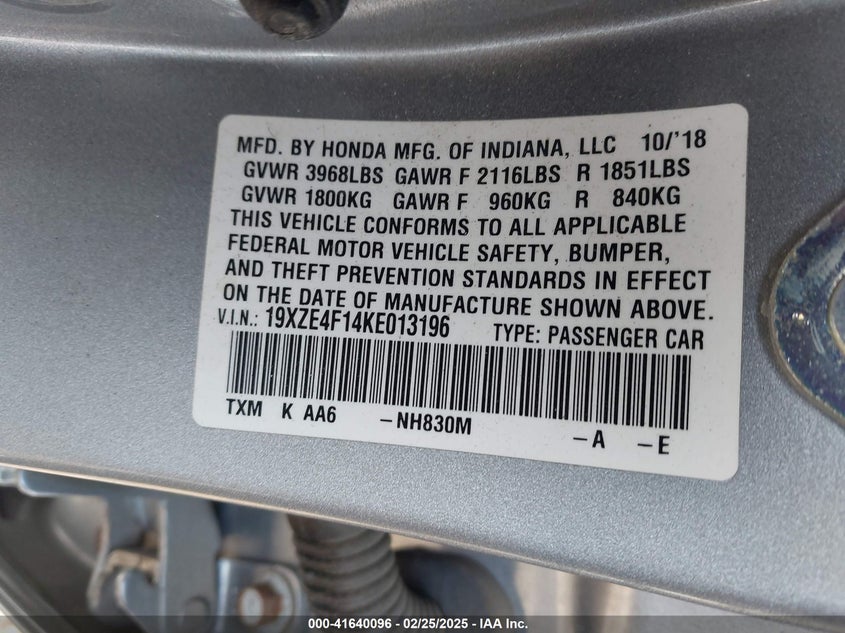 MFD. BY HONDA MFG. OF INDIANA, LLC 10/'18
GVWR 3968LBS GAWR F 2116LBS R 1851LBS
GVWR 1800KG GAWR F 960KG R 840KG
THIS VEHICLE CONFORMS TO ALL APPLICABLE
FEDERAL MOTOR VEHICLE SAFETY, BUMPER,
AND THEFT PREVENTION STANDARDS IN EFFECT
ON THE DATE OF MANUFACTURE SHOWN ABOVE.
V.I.N.: 19XZE4F14KE013196 TYPE: PASSENGER CAR
TXM K AA6 -NH830M -A -E
000-41640096 - 02/25/2025 - IAA Inc.